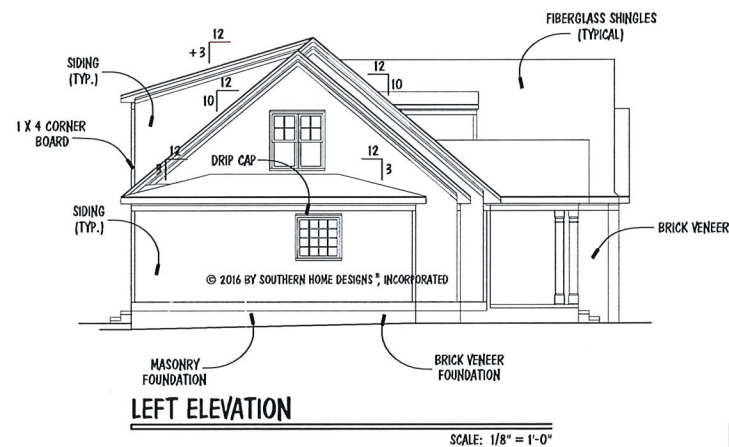 FIBERGLASS SHINGLES
(TYPICAL)
12
+3
12
10
12
10
SIDING
(TYP.)
1 X 4 CORNER
BOARD
12
3
DRIP CAP
12
3
SIDING
(TYP.)
BRICK VENEER
© 2016 BY SOUTHERN HOME DESIGNS®, INCORPORATED
MASONRY
FOUNDATION
BRICK VENEER
FOUNDATION
LEFT ELEVATION
SCALE: 1/8" = 1'-0"